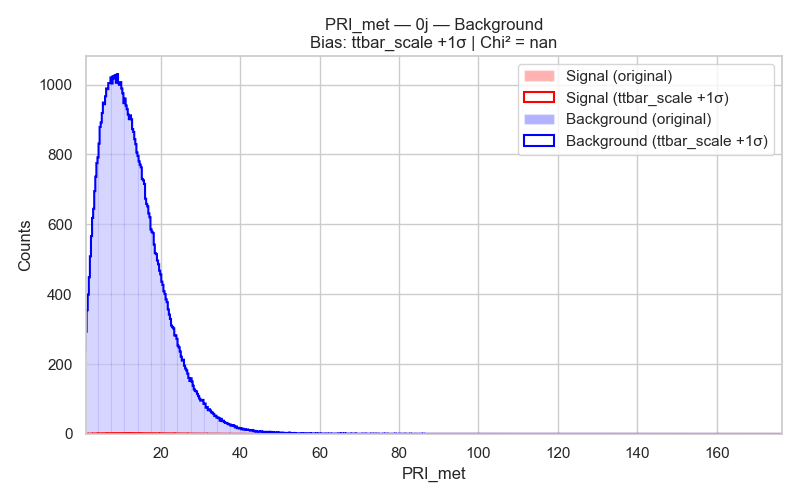 PRI_met — 0j — Background
Bias: ttbar_scale +1σ | Chi² = nan
Signal (original)
Signal (ttbar_scale +1σ)
Background (original)
Background (ttbar_scale +1σ)
Counts
1000
800
600
400
200
0
20
40
60
80
100
120
140
160
PRI_met